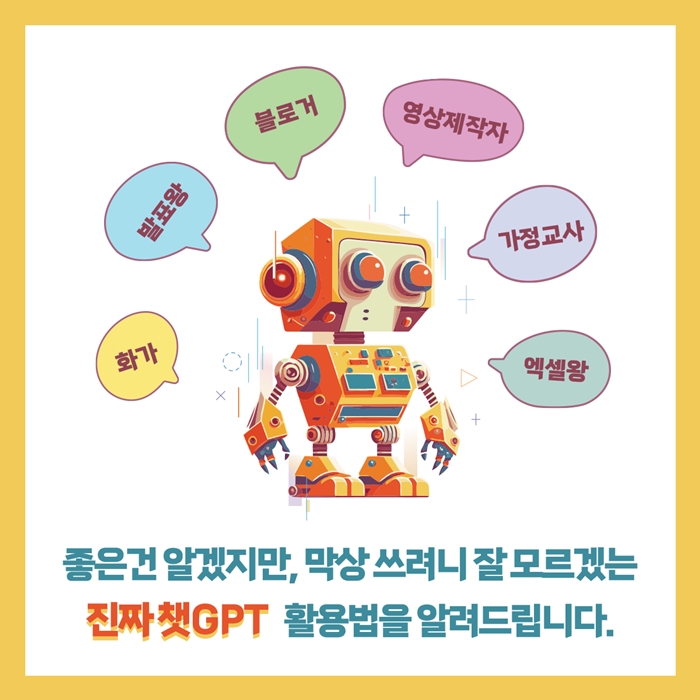 블로거
영상제작자
발표왕
가정교사
화가
엑셀왕
좋은건 알겠지만, 막상 쓰려니 잘 모르겠는
진짜 챗GPT 활용법을 알려드립니다.